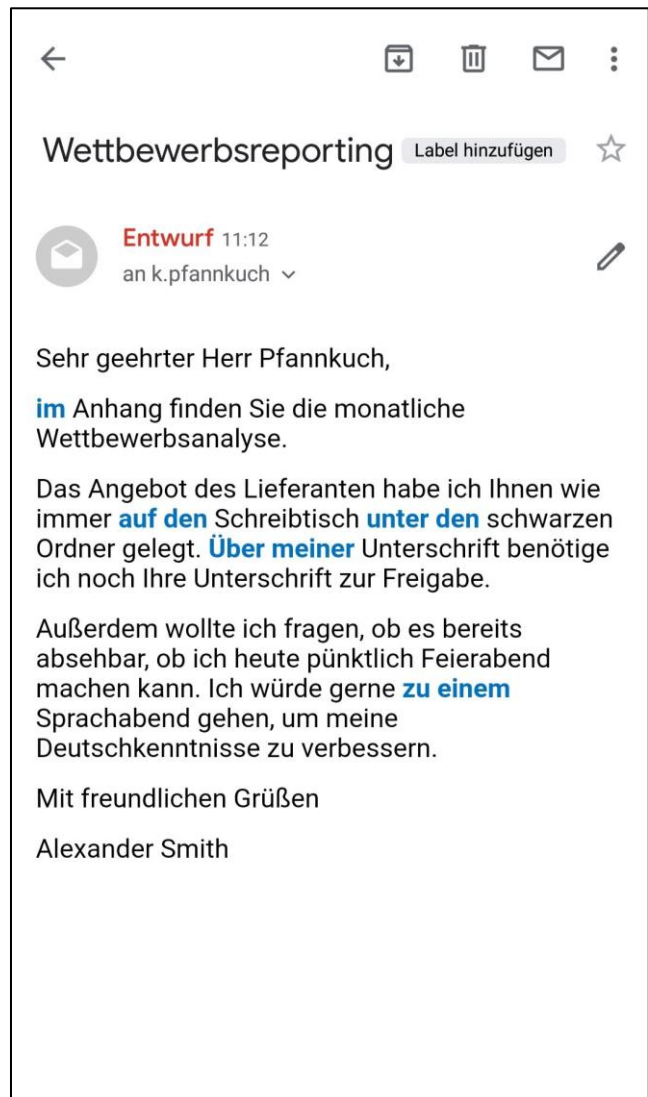 Wettbewerbsreporting Label hinzufügen
Entwurf 11:12
an k.pfannkuch
Sehr geehrter Herr Pfannkuch,
im Anhang finden Sie die monatliche
Wettbewerbsanalyse.
Das Angebot des Lieferanten habe ich Ihnen wie
immer auf den Schreibtisch unter den schwarzen
Ordner gelegt. Über meiner Unterschrift benötige
ich noch Ihre Unterschrift zur Freigabe.
Außerdem wollte ich fragen, ob es bereits
absehbar, ob ich heute pünktlich Feierabend
machen kann. Ich würde gerne zu einem
Sprachabend gehen, um meine
Deutschkenntnisse zu verbessern.
Mit freundlichen Grüßen
Alexander Smith